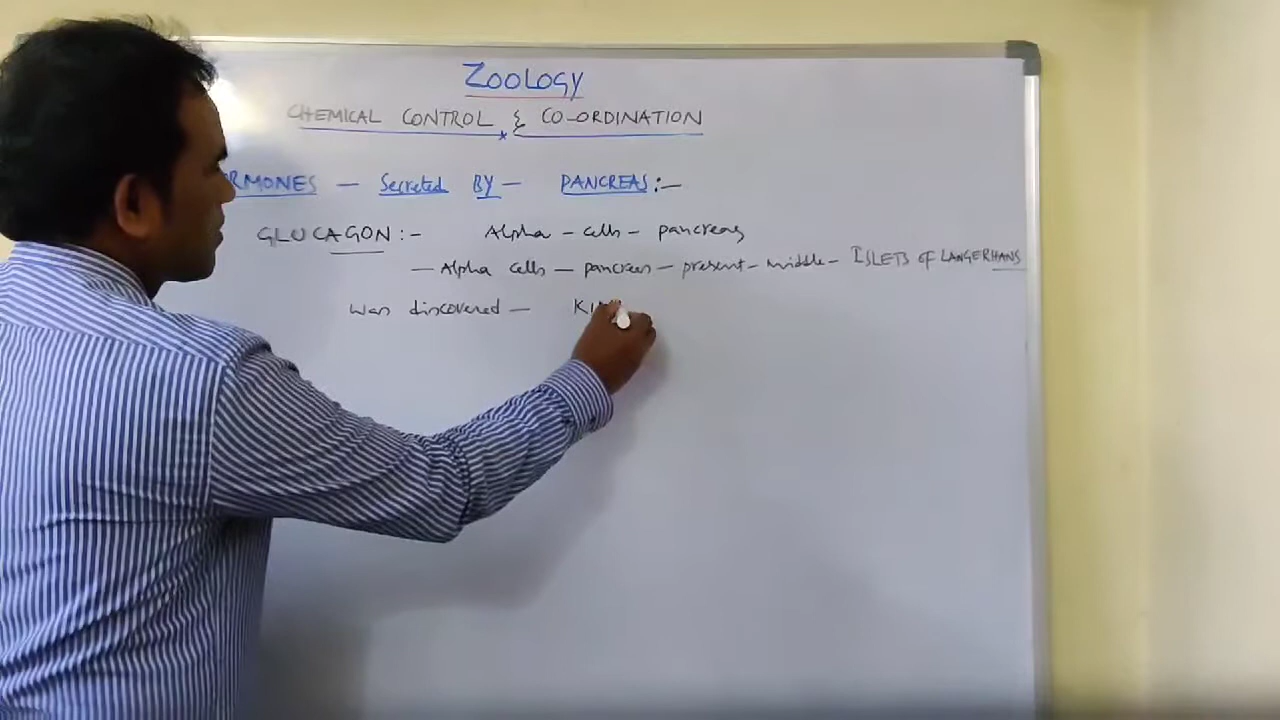 ZOOLOGY
CHEMICAL CONTROL & CO-ORDINATION
RMONES — Secreted BY — PANCREAS :—
GLUCAGON :- Alpha - cells - pancreas
— Alpha cells — pancreas — present - middle - ISLETS OF LANGERHANS
was discovered — KI